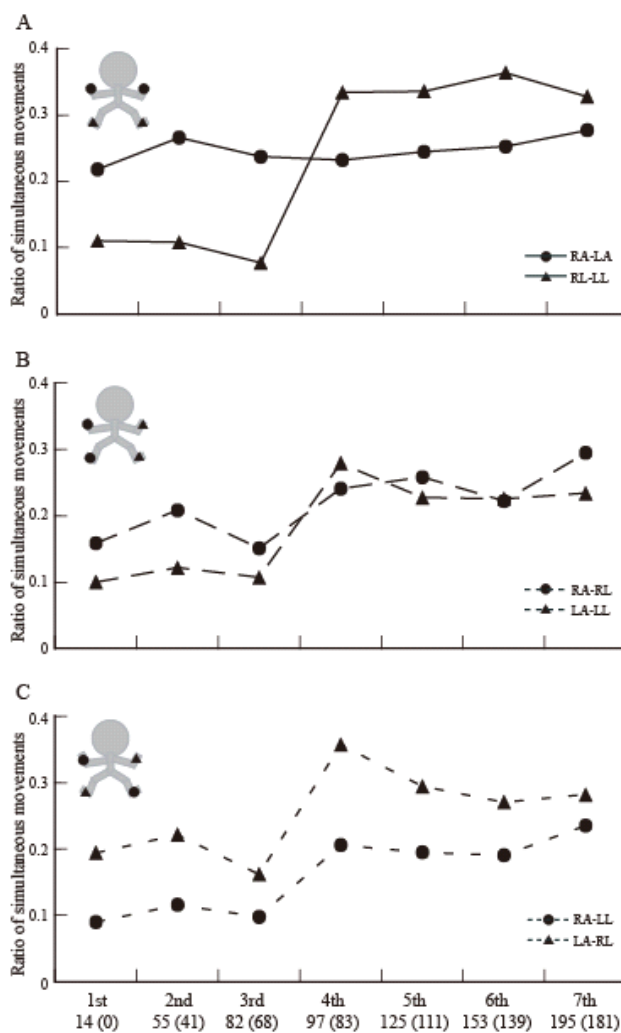 A
Ratio of simultaneous movements
0.4
0.3
0.2
0.1
0
RA-LA
RL-LL
B
Ratio of simultaneous movements
0.4
0.3
0.2
0.1
0
RA-RL
LA-LL
C
Ratio of simultaneous movements
0.4
0.3
0.2
0.1
0
RA-LL
LA-RL
1st 2nd 3rd 4th 5th 6th 7th
14 (0) 55 (41) 82 (68) 97 (83) 125 (111) 153 (139) 195 (181)